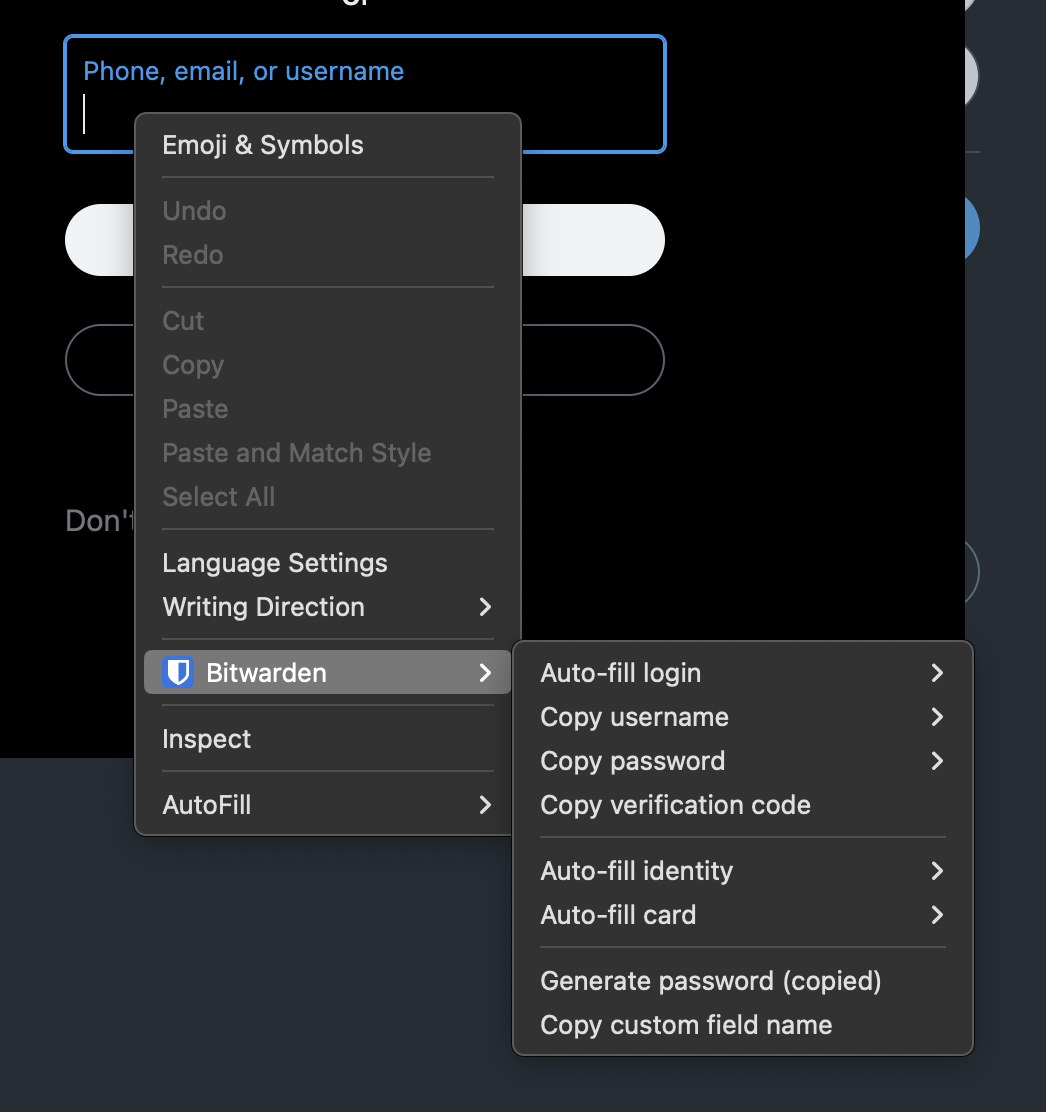 Phone, email, or username
Emoji & Symbols
Undo
Redo
Cut
Copy
Paste
Paste and Match Style
Select All
Don't
Language Settings
Writing Direction
Bitwarden
Inspect
AutoFill
Auto-fill login
Copy username
Copy password
Copy verification code
Auto-fill identity
Auto-fill card
Generate password (copied)
Copy custom field name